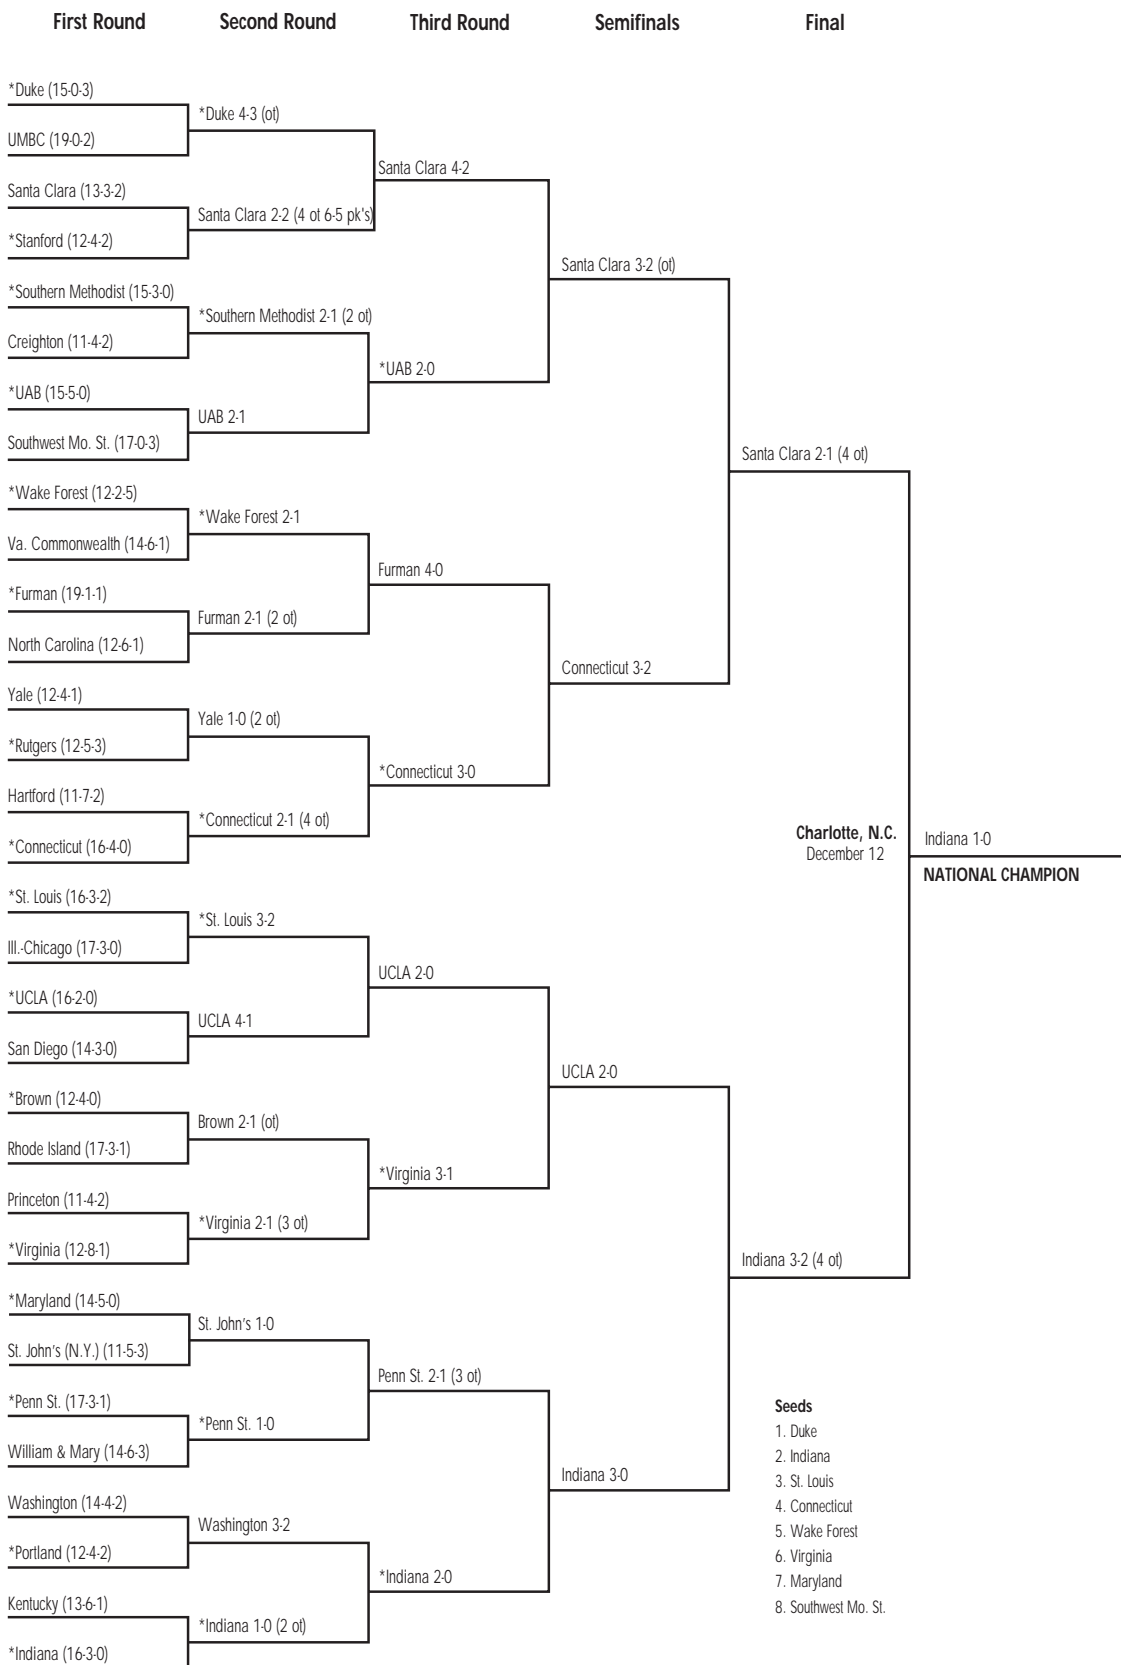 First Round
Second Round
Third Round
Semifinals
Final
*Duke (15-0-3)
UMBC (19-0-2)
Santa Clara (13-3-2)
*Stanford (12-4-2)
*Southern Methodist (15-3-0)
Creighton (11-4-2)
*UAB (15-5-0)
Southwest Mo. St. (17-0-3)
*Wake Forest (12-2-5)
Va. Commonwealth (14-6-1)
*Furman (19-1-1)
North Carolina (12-6-1)
Yale (12-4-1)
*Rutgers (12-5-3)
Hartford (11-7-2)
*Connecticut (16-4-0)
*St. Louis (16-3-2)
Ill.-Chicago (17-3-0)
*UCLA (16-2-0)
San Diego (14-3-0)
*Brown (12-4-0)
Rhode Island (17-3-1)
Princeton (11-4-2)
*Virginia (12-8-1)
*Maryland (14-5-0)
St. John's (N.Y.) (11-5-3)
*Penn St. (17-3-1)
William & Mary (14-6-3)
Washington (14-4-2)
*Portland (12-4-2)
Kentucky (13-6-1)
*Indiana (16-3-0)
*Duke 4-3 (ot)
Santa Clara 2-2 (4 ot 6-5 pk's)
*Southern Methodist 2-1 (2 ot)
UAB 2-1
*Wake Forest 2-1
Furman 2-1 (2 ot)
Yale 1-0 (2 ot)
*Connecticut 2-1 (4 ot)
*St. Louis 3-2
UCLA 4-1
Brown 2-1 (ot)
*Virginia 2-1 (3 ot)
St. John's 1-0
*Penn St. 1-0
Washington 3-2
*Indiana 1-0 (2 ot)
Santa Clara 4-2
*UAB 2-0
Furman 4-0
*Connecticut 3-0
UCLA 2-0
*Virginia 3-1
Penn St. 2-1 (3 ot)
*Indiana 2-0
Santa Clara 3-2 (ot)
Connecticut 3-2
UCLA 2-0
Indiana 3-0
Santa Clara 2-1 (4 ot)
Indiana 3-2 (4 ot)
Charlotte, N.C.
December 12
Indiana 1-0
NATIONAL CHAMPION
Seeds
1. Duke
2. Indiana
3. St. Louis
4. Connecticut
5. Wake Forest
6. Virginia
7. Maryland
8. Southwest Mo. St.